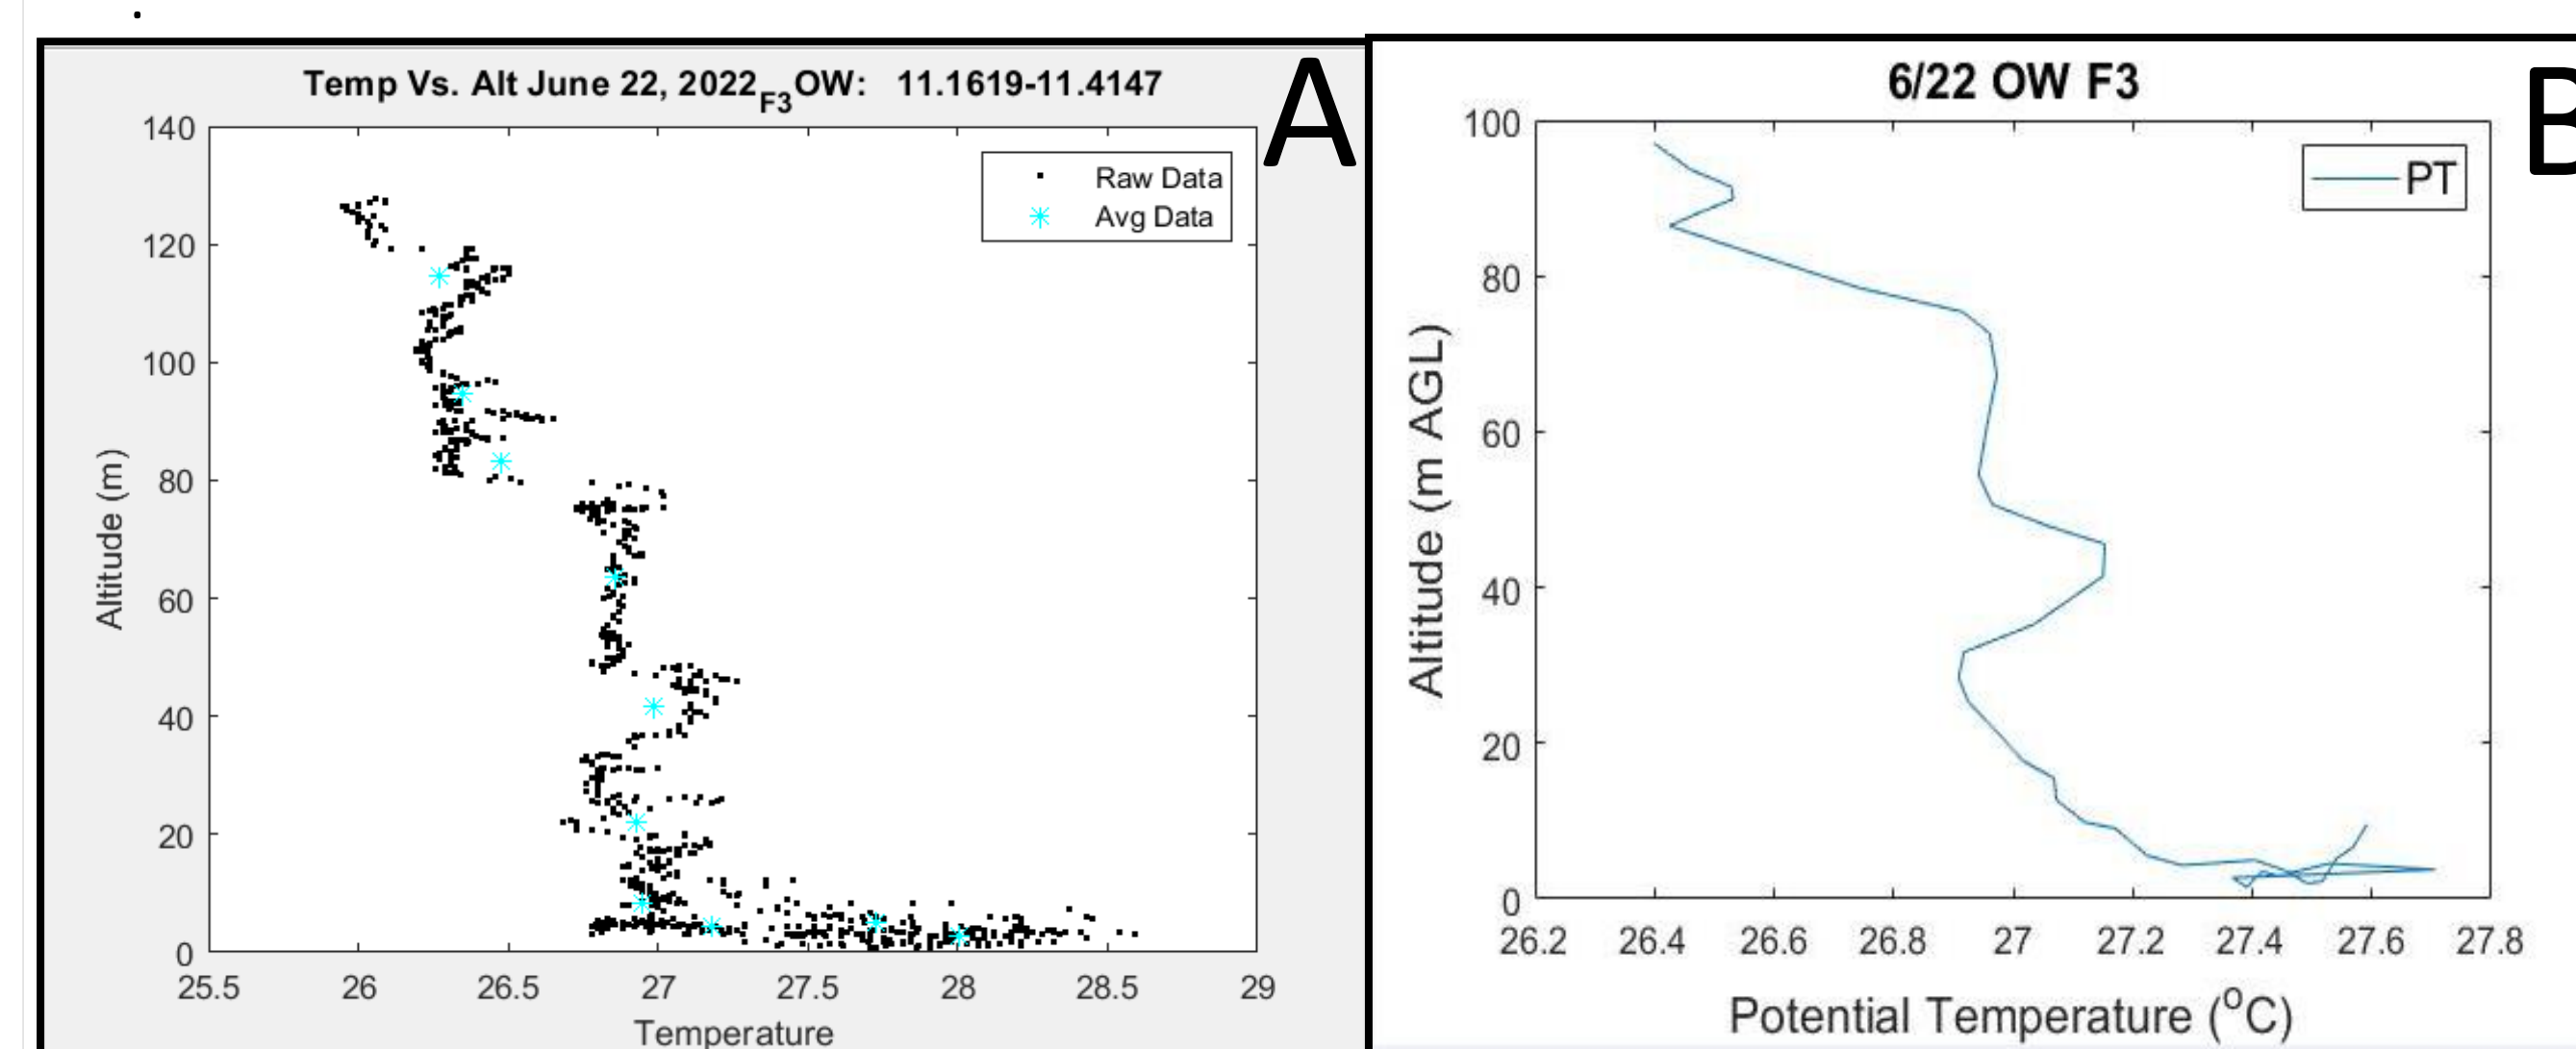 Temp Vs. Alt June 22, 2022F3OW: 11.1619-11.4147
A
Raw Data
Avg Data
140
120
100
80
60
40
20
0
Altitude (m)
25.5 26 26.5 27 27.5 28 28.5 29
Temperature
6/22 OW F3
B
PT
100
80
60
40
20
0
Altitude (m AGL)
26.2 26.4 26.6 26.8 27 27.2 27.4 27.6 27.8
Potential Temperature (oC)